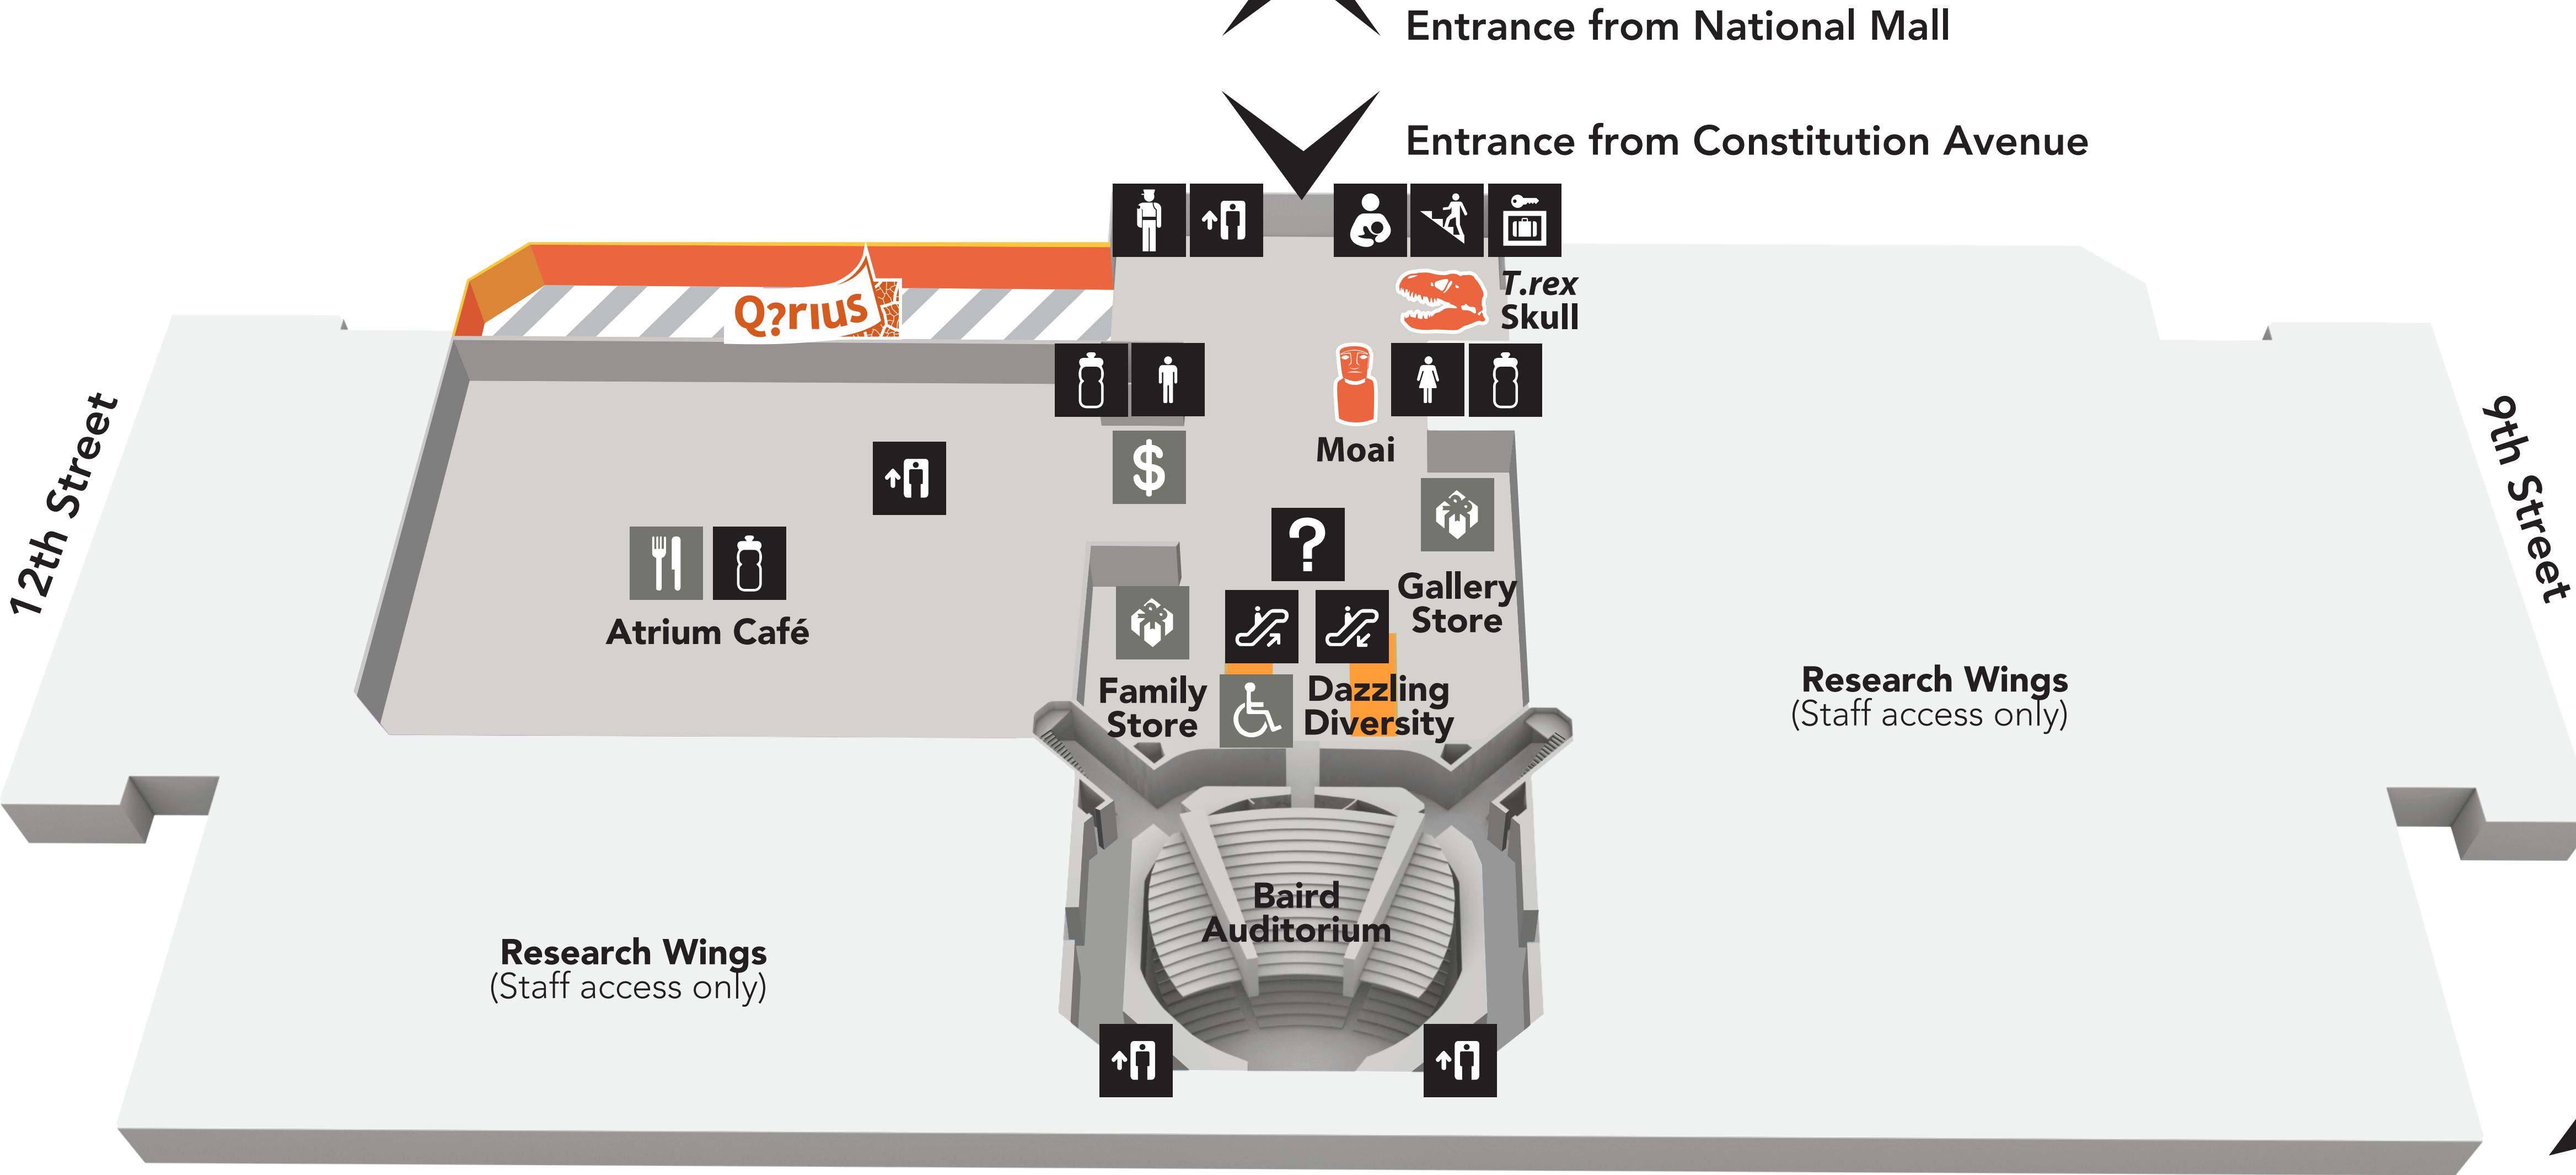 Entrance from National Mall
Entrance from Constitution Avenue
Q?rius
T.rex
Skull
12th Street
9th Street
Moai
$
?
Gallery
Store
Atrium Café
Family
Store
Dazzling
Diversity
Research Wings
(Staff access only)
Baird
Auditorium
Research Wings
(Staff access only)